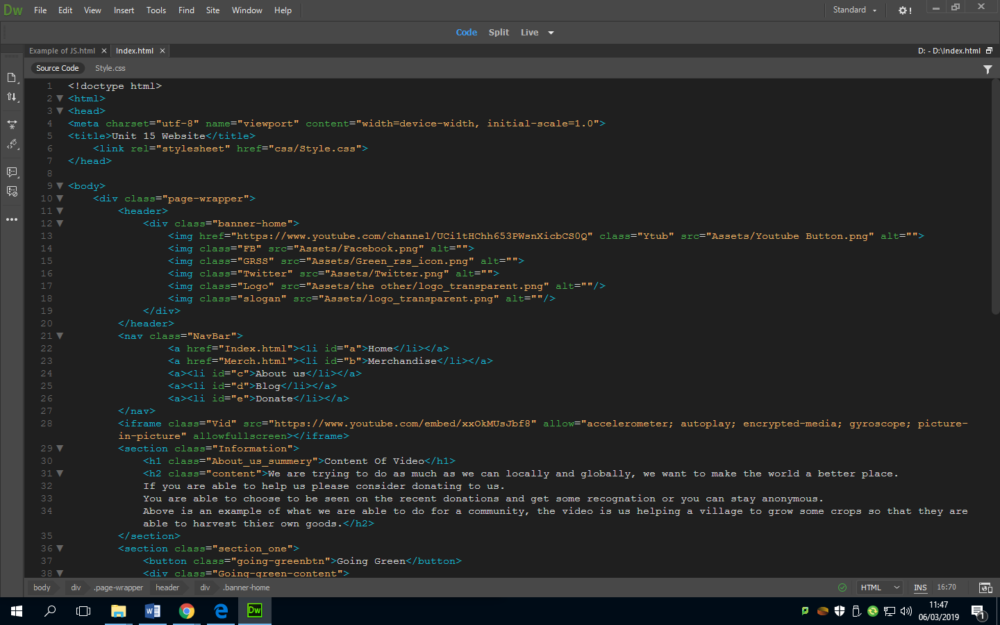 Dw File Edit View Insert Tools Find Site Window Help Standard
Code Split Live
Example of JS.html × Index.html × D: - D:\Index.html
Source Code Style.css
1 <!doctype html>
2 <html>
3 <head>
4 <meta charset="utf-8" name="viewport" content="width=device-width, initial-scale=1.0">
5 <title>Unit 15 Website</title>
6 <link rel="stylesheet" href="css/Style.css">
7 </head>
8
9 <body>
10 <div class="page-wrapper">
11 <header>
12 <div class="banner-home">
13 <img href="https://www.youtube.com/channel/UCi1tHChh653PWsnXicbCS0Q" class="Ytub" src="Assets/Youtube Button.png" alt="">
14 <img class="FB" src="Assets/Facebook.png" alt="">
15 <img class="GRSS" src="Assets/Green_rss_icon.png" alt="">
16 <img class="Twitter" src="Assets/Twitter.png" alt="">
17 <img class="Logo" src="Assets/the other/logo_transparent.png" alt=""/>
18 <img class="slogan" src="Assets/logo_transparent.png" alt=""/>
19 </div>
20 </header>
21 <nav class="NavBar">
22 <a href="Index.html"><li id="a">Home</li></a>
23 <a href="Merch.html"><li id="b">Merchandise</li></a>
24 <a><li id="c">About us</li></a>
25 <a><li id="d">Blog</li></a>
26 <a><li id="e">Donate</li></a>
27 </nav>
28 <iframe class="Vid" src="https://www.youtube.com/embed/xxOkMUsJbf8" allow="accelerometer; autoplay; encrypted-media; gyroscope; picture-
in-picture" allowfullscreen></iframe>
29 <section class="Information">
30 <h1 class="About_us_summery">Content Of Video</h1>
31 <h2 class="content">We are trying to do as much as we can locally and globally, we want to make the world a better place.
32 If you are able to help us please consider donating to us.
33 You are able to choose to be seen on the recent donations and get some recognation or you can stay anonymous.
34 Above is an example of what we are able to do for a community, the video is us helping a village to grow some crops so that they are
able to harvest thier own goods.</h2>
35 </section>
36 <section class="section_one">
37 <button class="going-greenbtn">Going Green</button>
38 <div class="Going-green-content">
body div .page-wrapper header div .banner-home HTML INS 16:70
Dw 11:47
06/03/2019 1